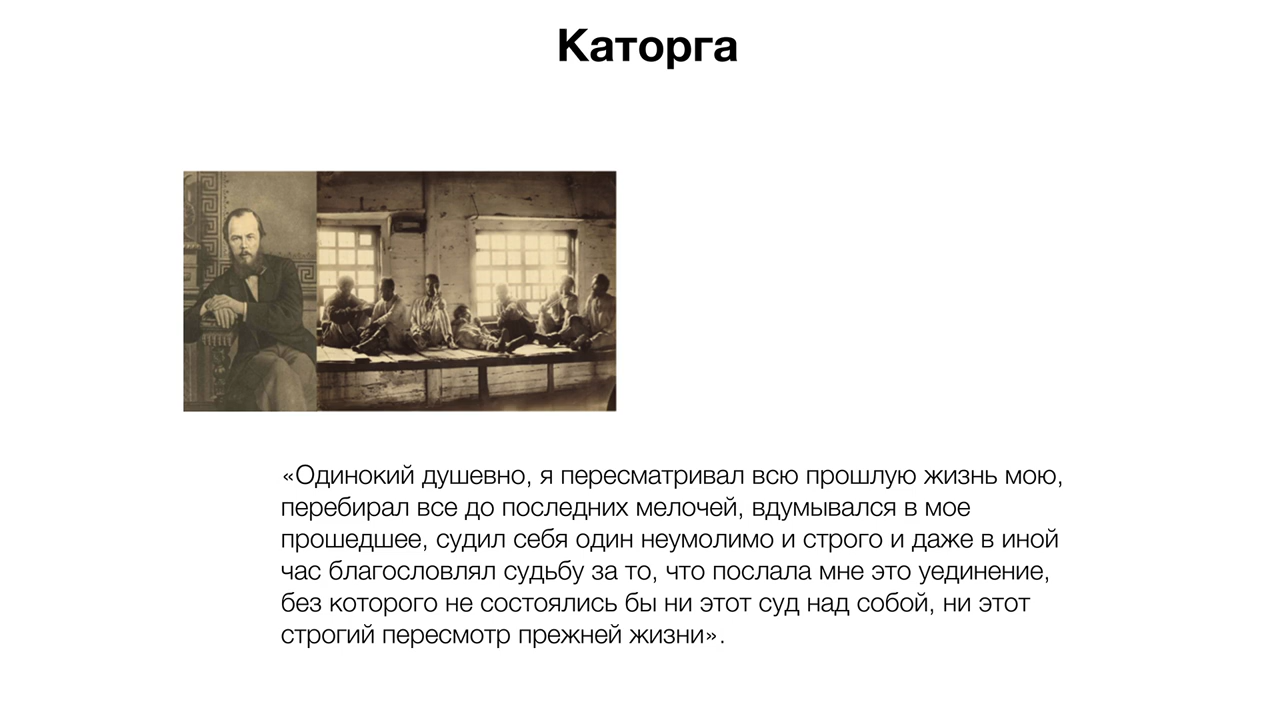 Каторга
«Одинокий душевно, я пересматривал всю прошлую жизнь мою,
перебирал все до последних мелочей, вдумывался в мое
прошедшее, судил себя один неумолимо и строго и даже в иной
час благословлял судьбу за то, что послала мне это уединение,
без которого не состоялись бы ни этот суд над собой, ни этот
строгий пересмотр прежней жизни».